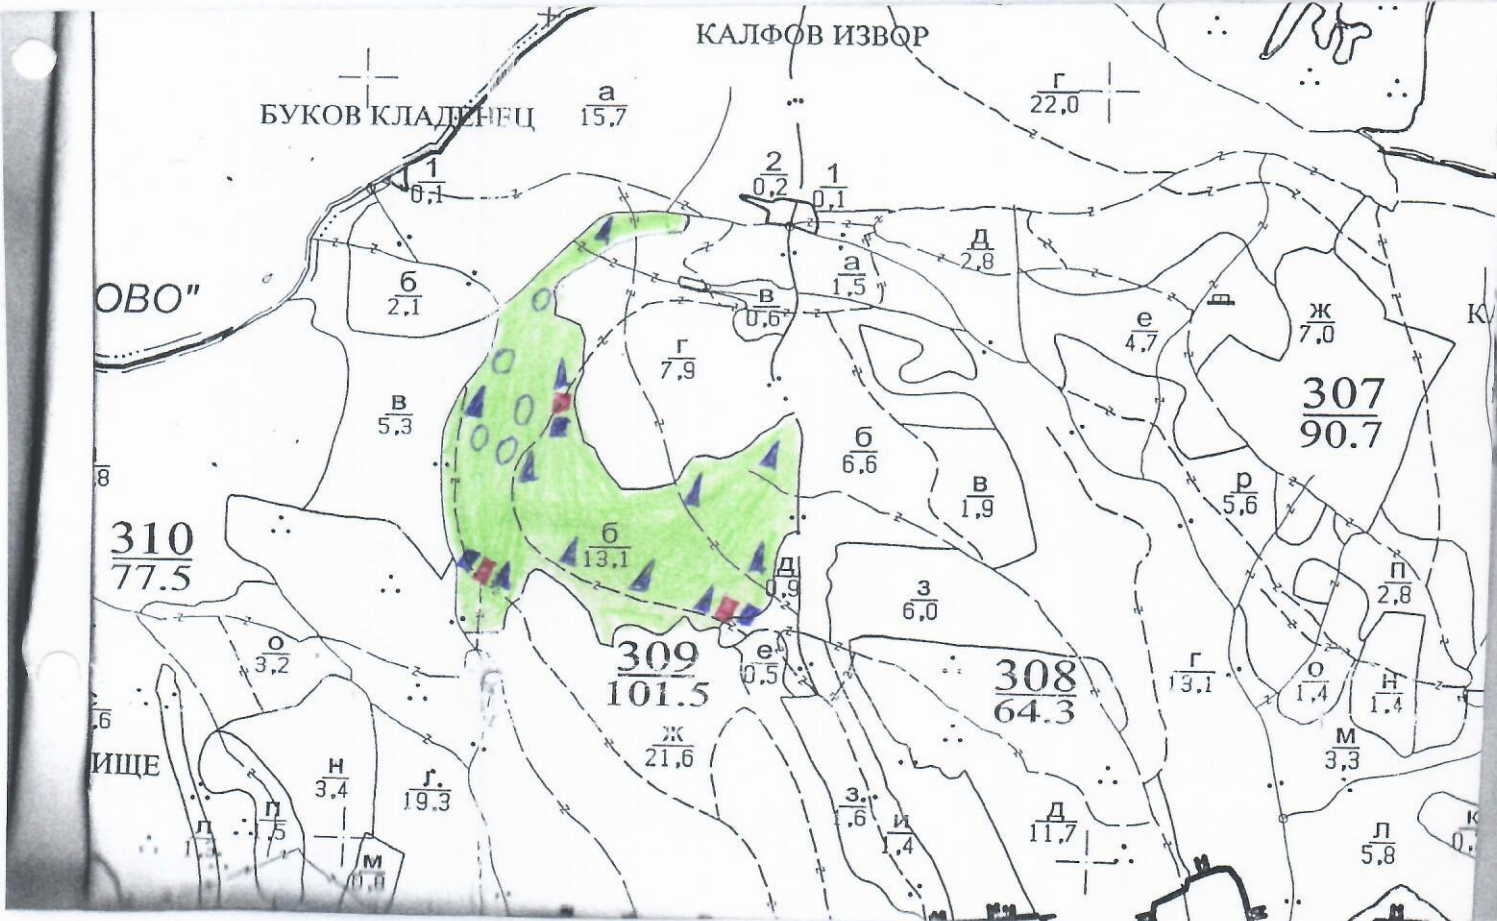 КАЛФОВ ИЗВОР
г
22,0
а
15.7
БУКОВ КЛАДЕНЕЦ
2
0,2
1
0,1
1
0,1
д
2,8
а
1,5
ОВО"
б
2,1
в
0,6
е
4,7
ж
7,0
г
7,9
307
90.7
в
5,3
б
6,6
в
1,9
р
5,6
310
77.5
б
13,1
д
0,9
з
6,0
п
2,8
о
3,2
309
101.5
е
0,5
308
64.3
г
13,1
о
1,4
н
1,4
ИЩЕ
ж
21,6
м
3,3
н
3,4
г.
19.3
п
1,5
л
з.
1,6
и
1,4
д
11,7
л
5,8
м
0,8